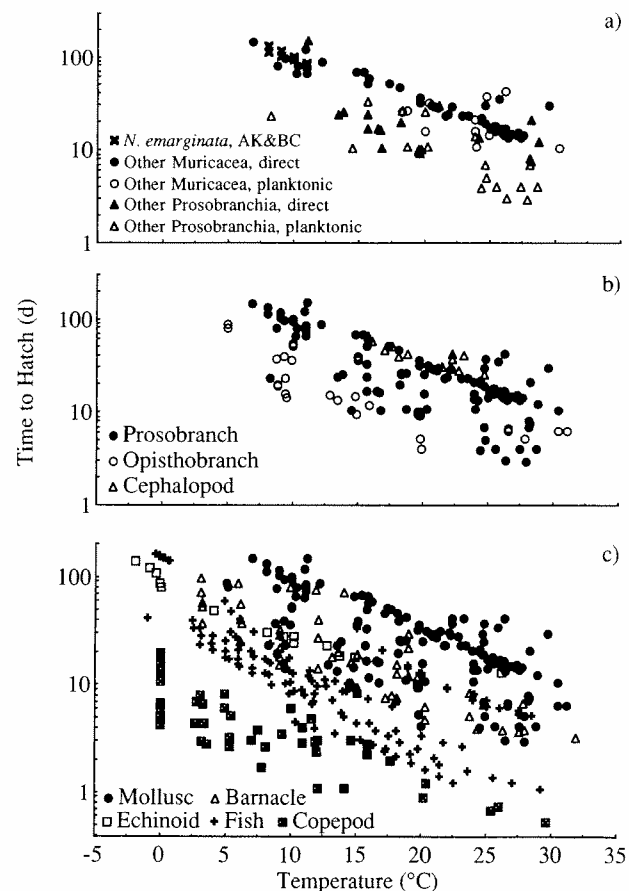 a)
100
10
1
N. emarginata, AK&BC
Other Muricacea, direct
Other Muricacea, planktonic
Other Prosobranchia, direct
Other Prosobranchia, planktonic
b)
100
10
1
Prosobranch
Opisthobranch
Cephalopod
Time to Hatch (d)
c)
100
10
1
Mollusc Barnacle
Echinoid Fish Copepod
-5 0 5 10 15 20 25 30 35
Temperature (°C)